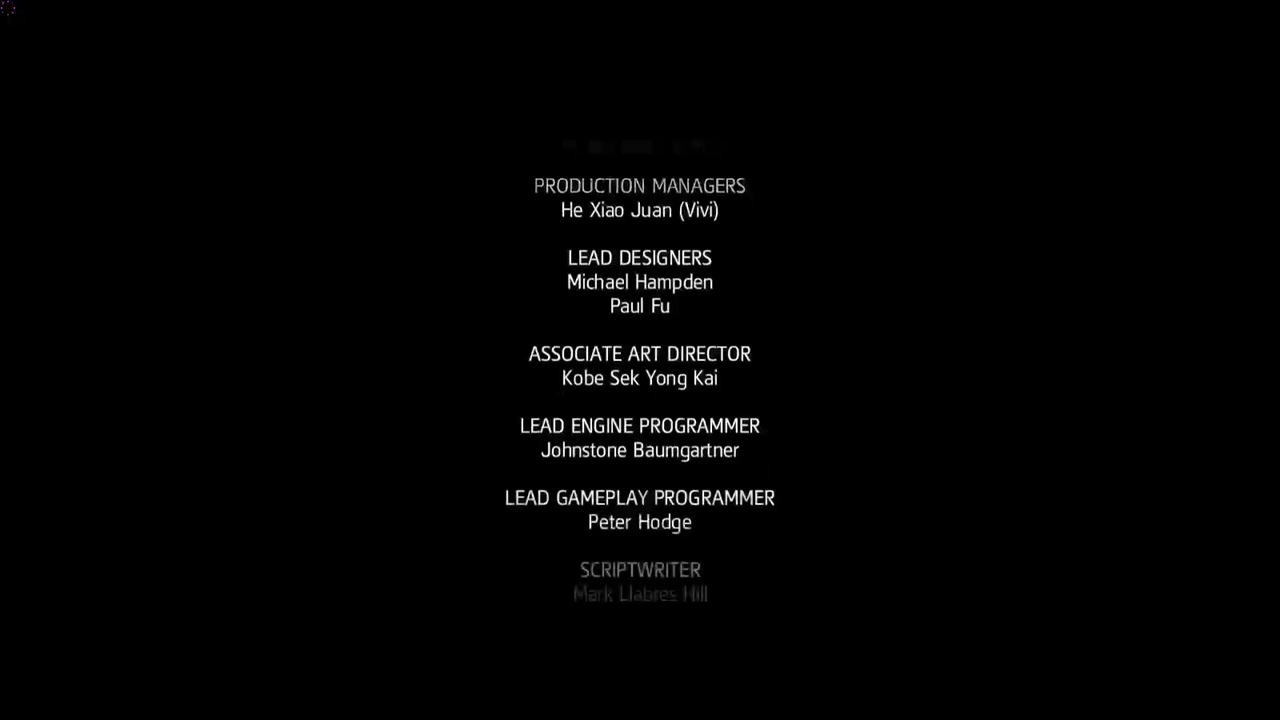 PRODUCTION MANAGERS
He Xiao Juan (Vivi)
LEAD DESIGNERS
Michael Hampden
Paul Fu
ASSOCIATE ART DIRECTOR
Kobe Sek Yong Kai
LEAD ENGINE PROGRAMMER
Johnstone Baumgartner
LEAD GAMEPLAY PROGRAMMER
Peter Hodge
SCRIPTWRITER
Mark Llabres Hill